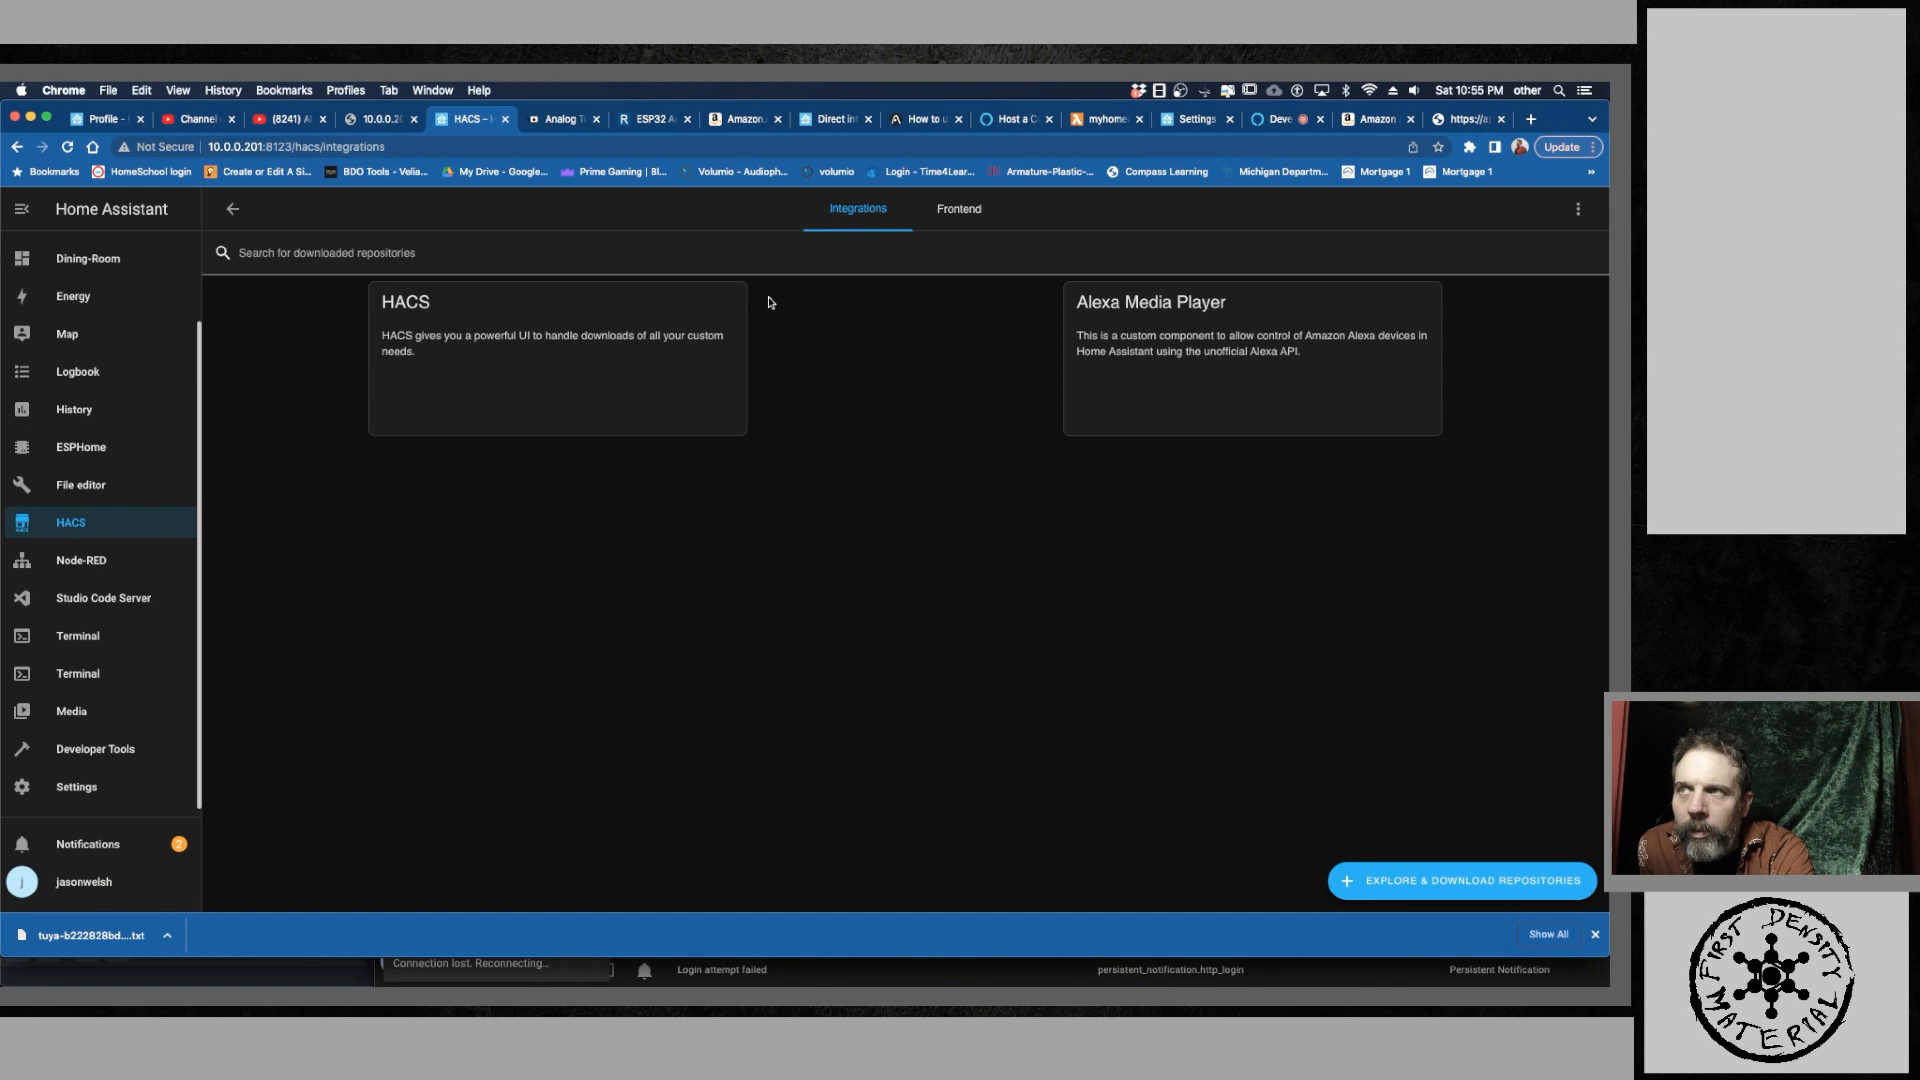 Chrome File Edit View History Bookmarks Profiles Tab Window Help
Sat 10:55 PM other
Profile - Channel (8241) Al 10.0.0.20 HACS – H Analog Ti ESP32 Ar Amazon. Direct in How to u Host a C myhome. Settings Deve Amazon https://a
Not Secure 10.0.0.201:8123/hacs/integrations
Update
Bookmarks HomeSchool login Create or Edit A Si... BDO Tools - Velia... My Drive - Google... Prime Gaming | Bl... Volumio - Audioph... volumio Login - Time4Lear... Armature-Plastic-... Compass Learning Michigan Departm... Mortgage 1 Mortgage 1 »
Home Assistant
Integrations Frontend
Search for downloaded repositories
Dining-Room
Energy
Map
Logbook
History
ESPHome
File editor
HACS
Node-RED
Studio Code Server
Terminal
Terminal
Media
Developer Tools
Settings
Notifications 2
j jasonwelsh
HACS
HACS gives you a powerful UI to handle downloads of all your custom
needs.
Alexa Media Player
This is a custom component to allow control of Amazon Alexa devices in
Home Assistant using the unofficial Alexa API.
+ EXPLORE & DOWNLOAD REPOSITORIES
tuya-b222828bd....txt
Show All
Connection lost. Reconnecting...
Login attempt failed persistent_notification.http_login Persistent Notification
FIRST DENSITY
MATERIAL